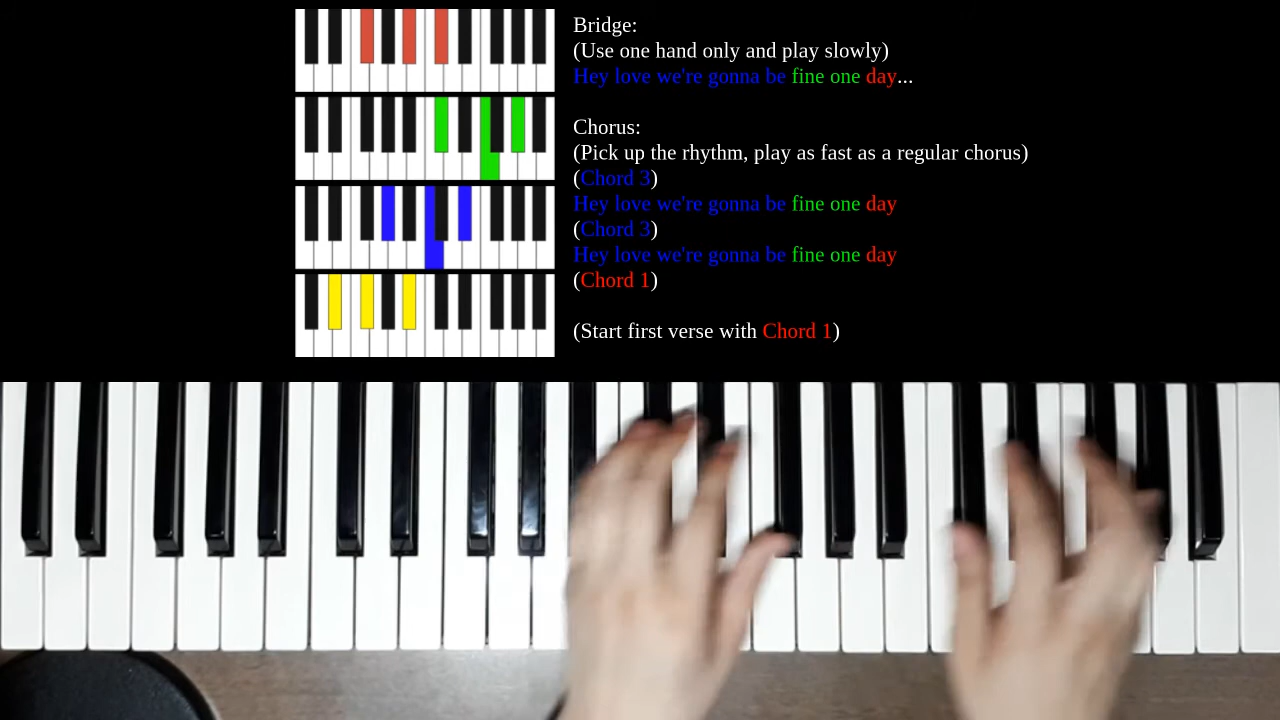 Bridge:
(Use one hand only and play slowly)
Hey love we're gonna be fine one day...
Chorus:
(Pick up the rhythm, play as fast as a regular chorus)
(Chord 3)
Hey love we're gonna be fine one day
(Chord 3)
Hey love we're gonna be fine one day
(Chord 1)
(Start first verse with Chord 1)